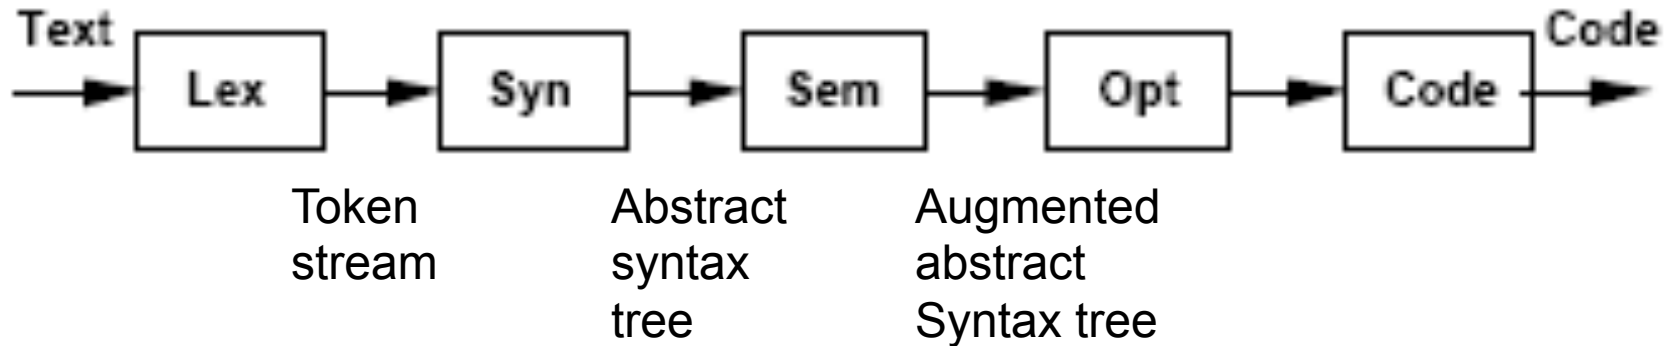 Text
Code
Lex
Syn
Sem
Opt
Code
Token
stream
Abstract
syntax
tree
Augmented
abstract
Syntax tree